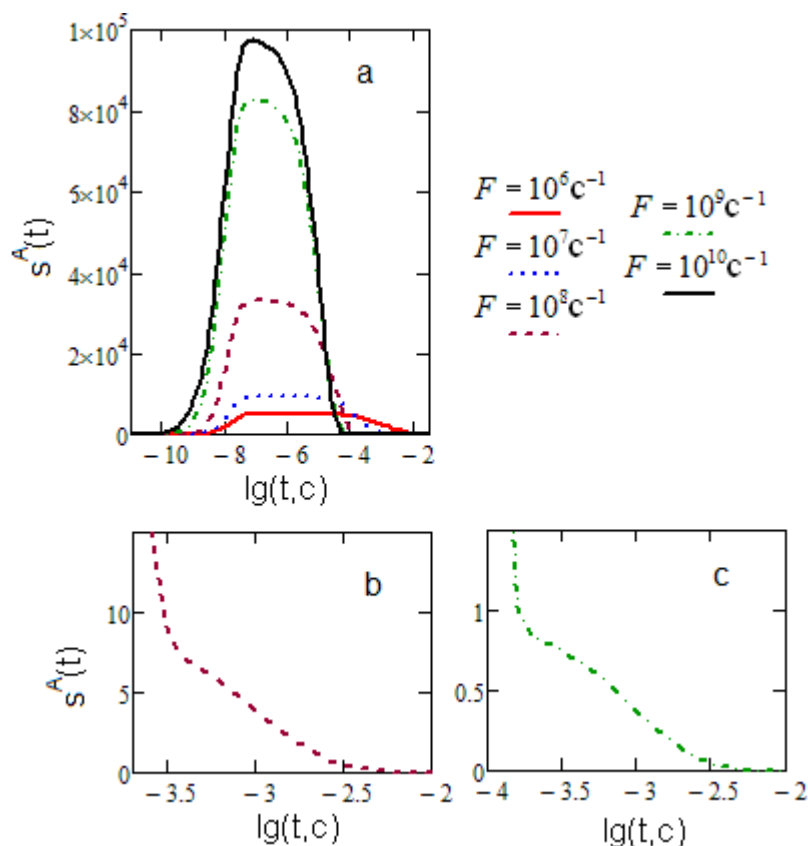 1×10⁵
a
8×10⁴
6×10⁴
4×10⁴
2×10⁴
0
s^A(t)
−10 −8 −6 −4 −2
lg(t,c)
F = 10⁶c⁻¹
F = 10⁷c⁻¹
F = 10⁸c⁻¹
F = 10⁹c⁻¹
F = 10¹⁰c⁻¹
b
10
5
0
s^A(t)
−3.5 −3 −2.5 −2
lg(t,c)
c
1
0.5
0
−4 −3.5 −3 −2.5 −2
lg(t,c)